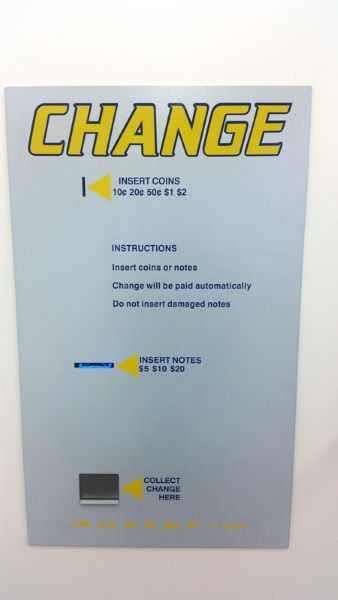 CHANGE
INSERT COINS
10¢ 20¢ 50¢ $1 $2
INSTRUCTIONS
Insert coins or notes
Change will be paid automatically
Do not insert damaged notes
INSERT NOTES
$5 $10 $20
COLLECT
CHANGE
HERE